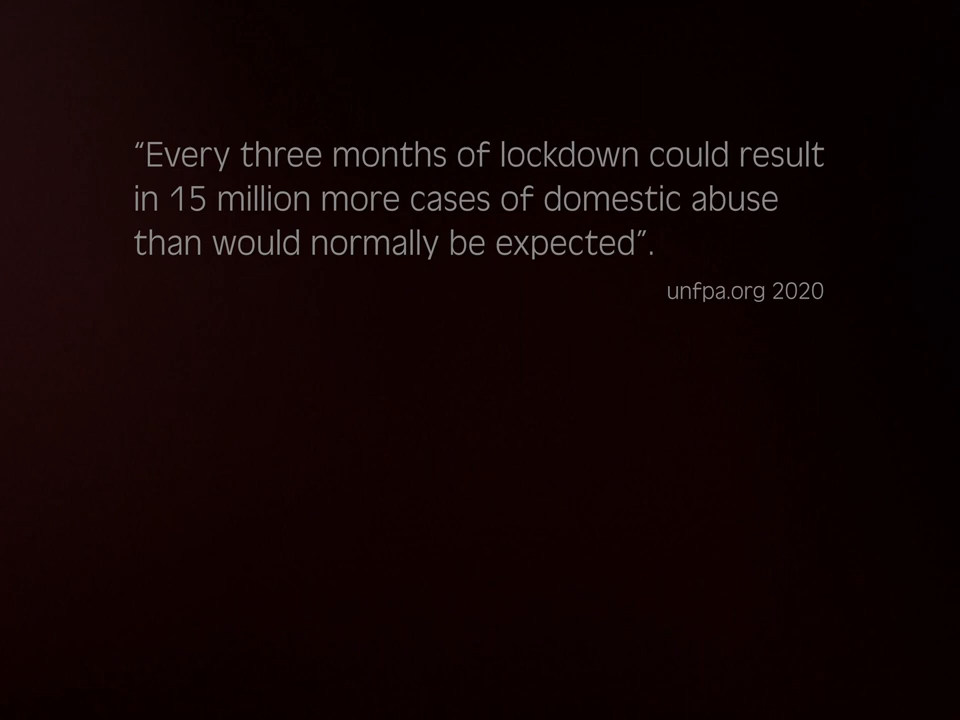 “Every three months of lockdown could result
in 15 million more cases of domestic abuse
than would normally be expected”.
unfpa.org 2020